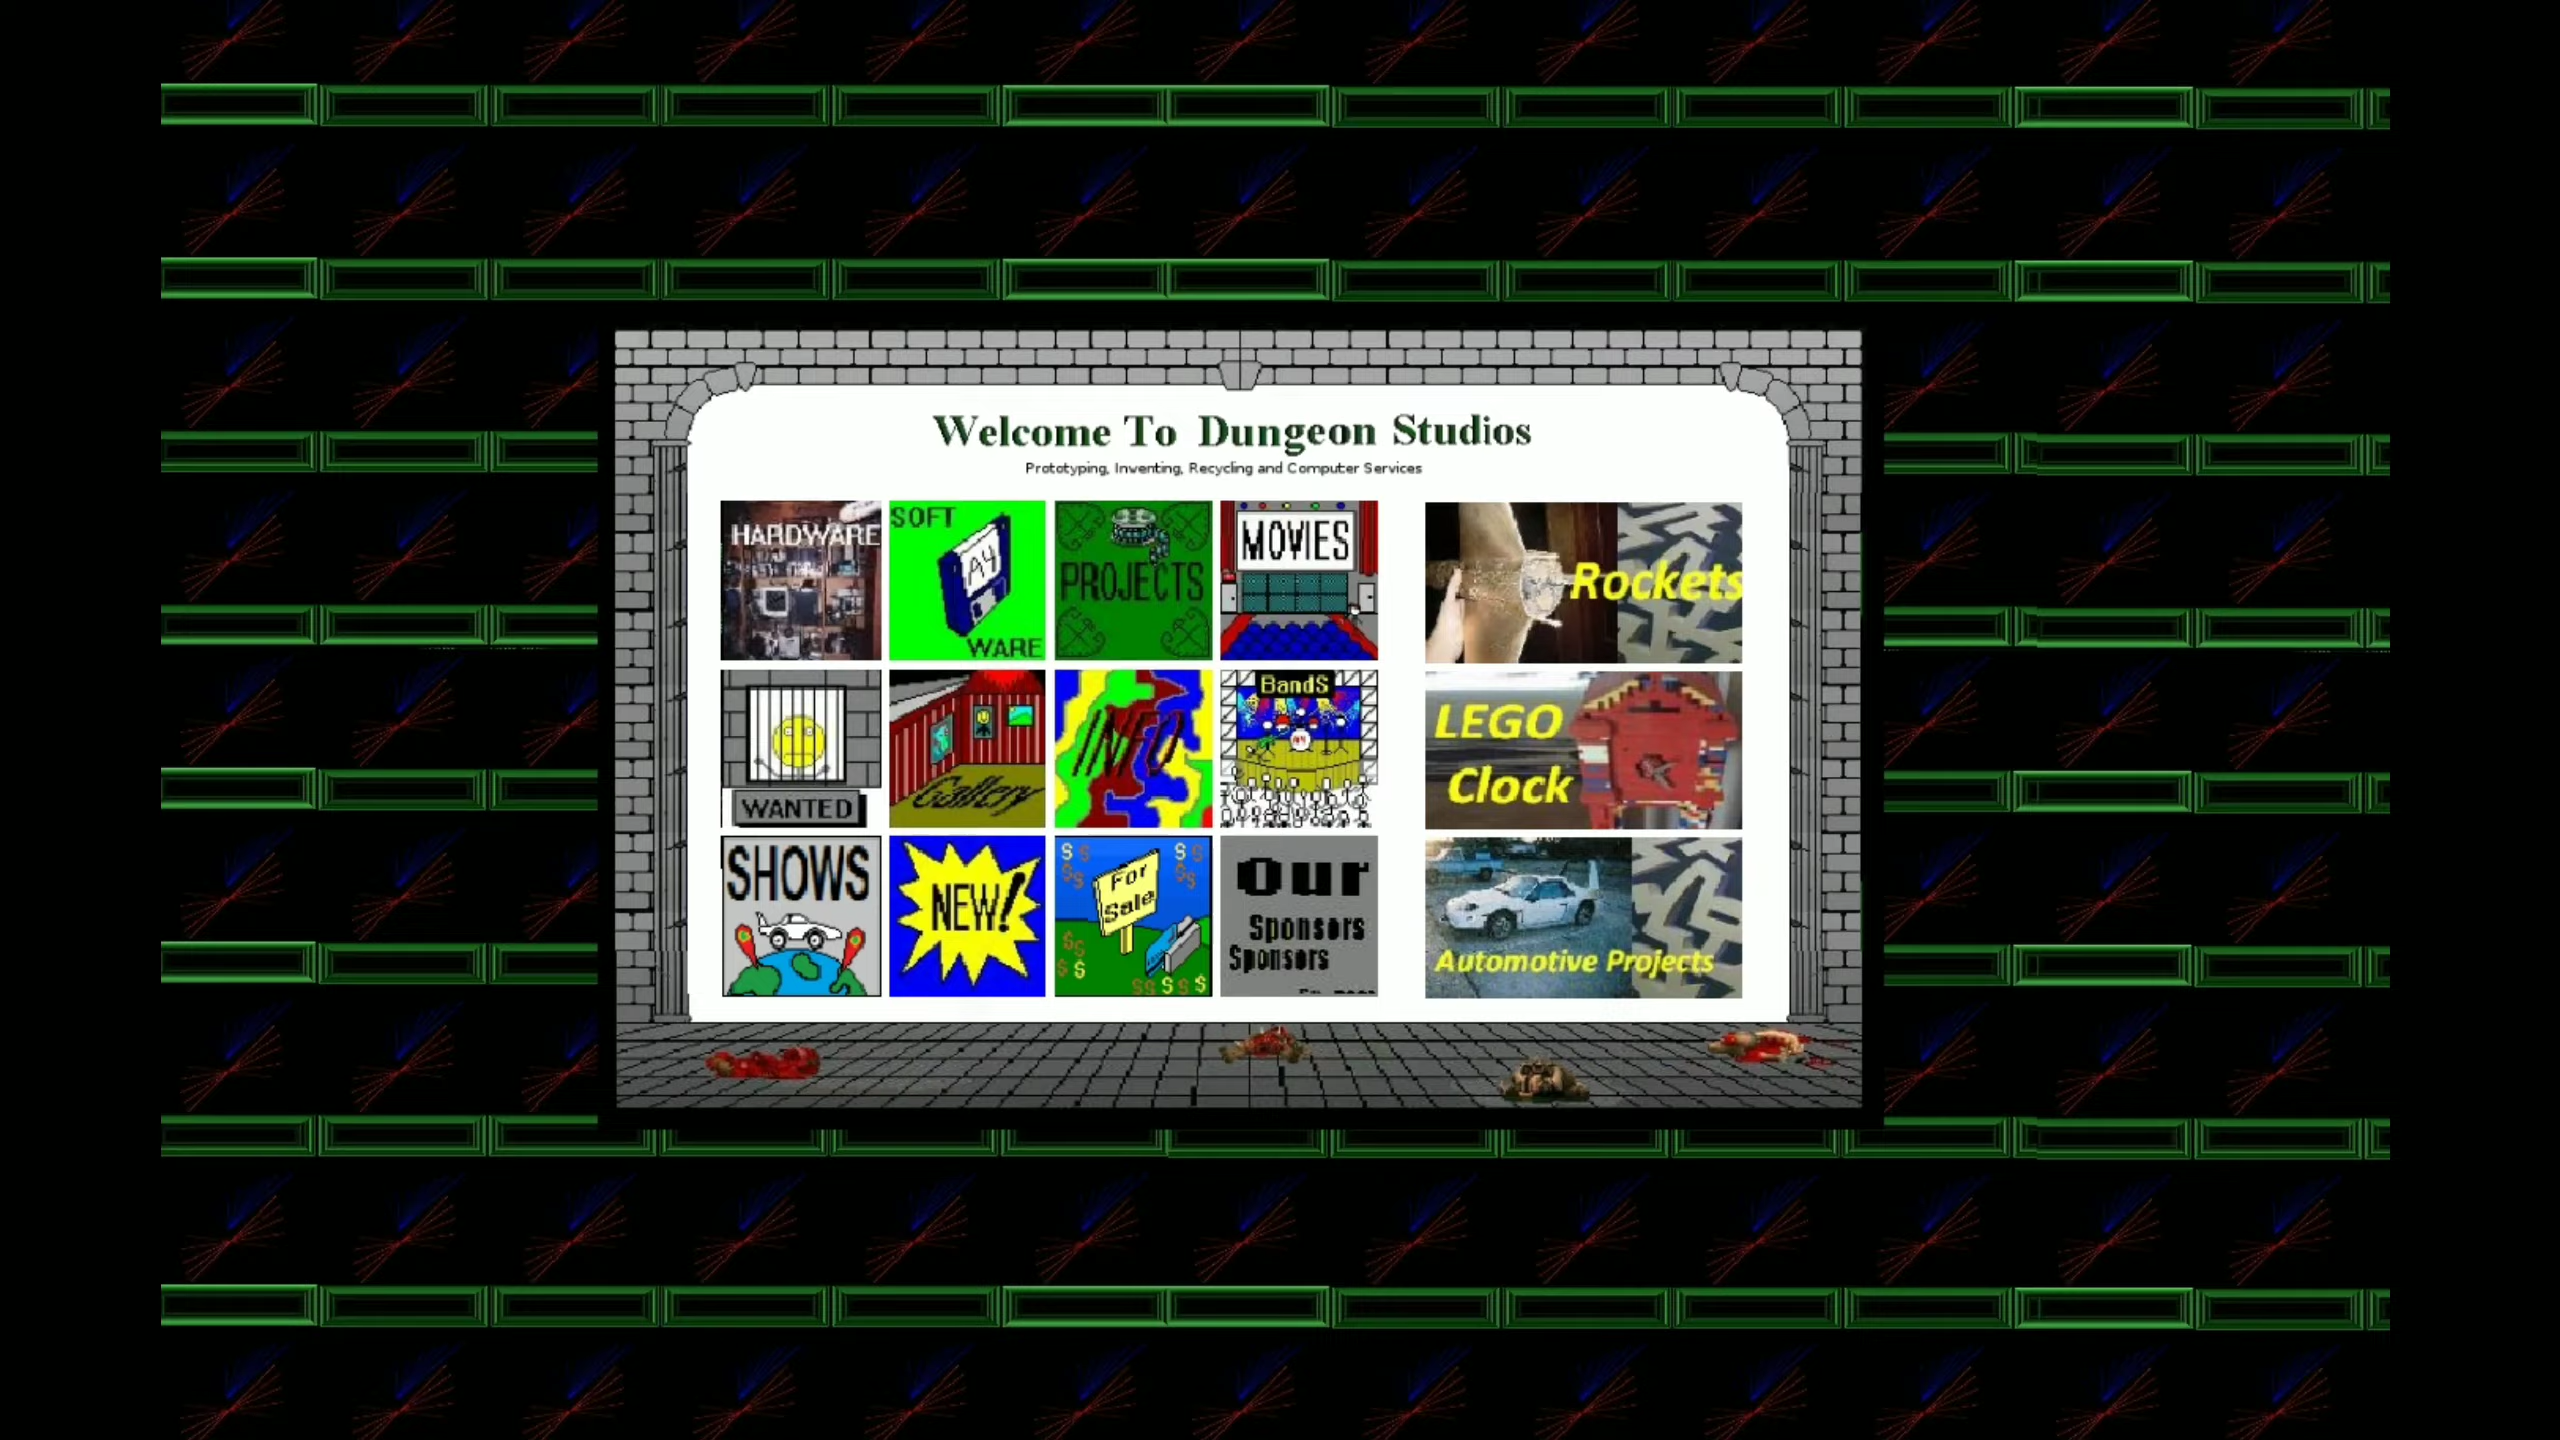 Welcome To Dungeon Studios
Prototyping, Inventing, Recycling and Computer Services
HARDWARE
SOFT
A4
WARE
PROJECTS
MOVIES
Rockets
WANTED
Gallery
INFO
BandS
LEGO
Clock
SHOWS
NEW!
For
Sale
$ $ $ $
$ $ $ $
$ $
$ $
$ $ $ $ $
Our
Sponsors
Sponsors
Automotive Projects